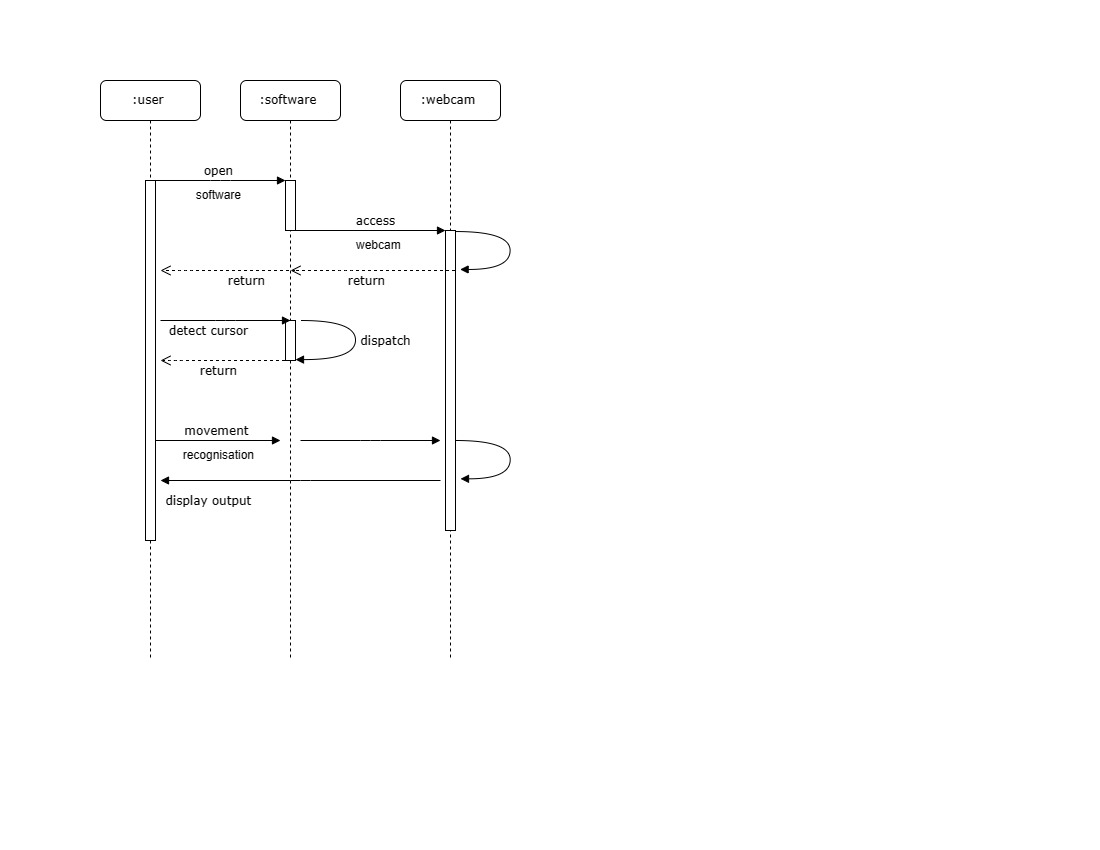 :user
:software
:webcam
open
software
access
webcam
return
return
detect cursor
dispatch
return
movement
recognisation
display output